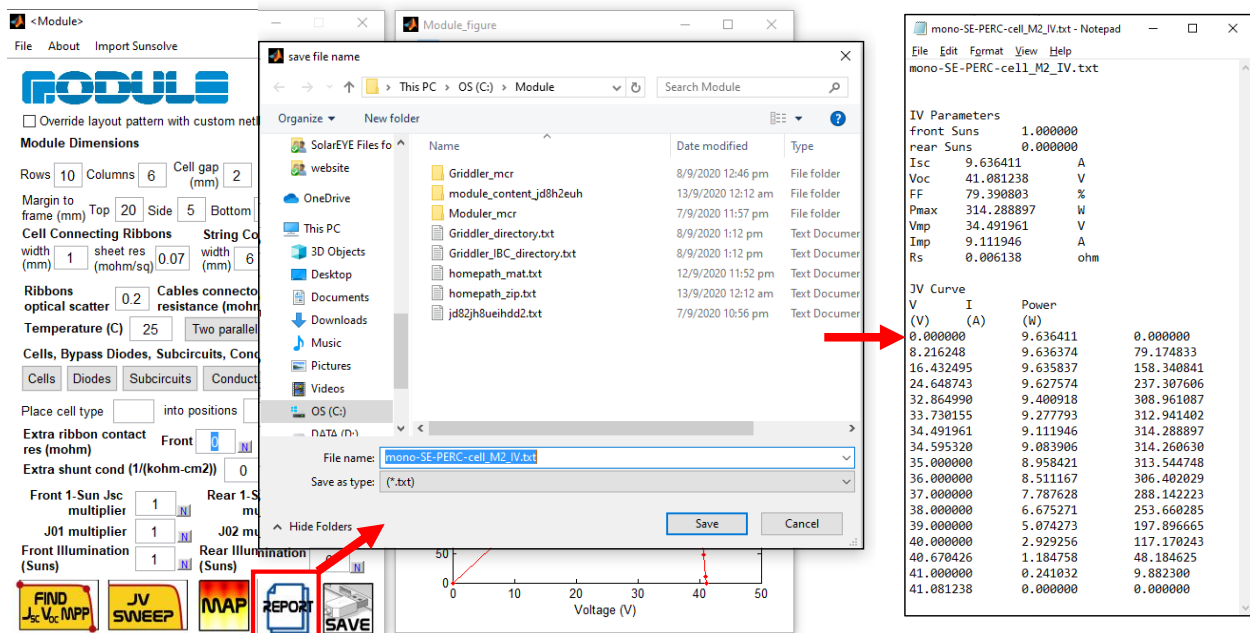 <Module>
File About Import Sunsolve
MODULE
Override layout pattern with custom netl
Module Dimensions
Rows 10 Columns 6 Cell gap (mm) 2
Margin to frame (mm) Top 20 Side 5 Bottom
Cell Connecting Ribbons String Co
width (mm) 1 sheet res (mohm/sq) 0.07 width (mm) 6
Ribbons optical scatter 0.2 Cables connecto resistance (mohm
Temperature (C) 25 Two parallel
Cells, Bypass Diodes, Subcircuits, Cond
Cells Diodes Subcircuits Conduct
Place cell type into positions
Extra ribbon contact res (mohm) Front 0 N
Extra shunt cond (1/(kohm-cm2)) 0
Front 1-Sun Jsc multiplier 1 N Rear 1-S mu
J01 multiplier 1 N J02 mu
Front Illumination (Suns) 1 N Rear Illumination (Suns) N
FIND Jsc Voc MPP
JV SWEEP
MAP
REPORT
SAVE
Module_figure
50
0
0 10 20 30 40 50
Voltage (V)
save file name
This PC > OS (C:) > Module
Search Module
Organize New folder
SolarEYE Files fo
website
OneDrive
This PC
3D Objects
Desktop
Documents
Downloads
Music
Pictures
Videos
OS (C:)
DATA (D:)
Name Date modified Type
Griddler_mcr 8/9/2020 12:46 pm File folder
module_content_jd8h2euh 13/9/2020 12:12 am File folder
Moduler_mcr 7/9/2020 11:57 pm File folder
Griddler_directory.txt 8/9/2020 1:12 pm Text Documer
Griddler_IBC_directory.txt 8/9/2020 1:12 pm Text Documer
homepath_mat.txt 12/9/2020 11:52 pm Text Documer
homepath_zip.txt 13/9/2020 12:12 am Text Documer
jd82jh8ueihdd2.txt 7/9/2020 10:56 pm Text Documer
File name: mono-SE-PERC-cell_M2_IV.txt
Save as type: (*.txt)
Hide Folders
Save Cancel
mono-SE-PERC-cell_M2_IV.txt - Notepad
File Edit Format View Help
mono-SE-PERC-cell_M2_IV.txt
IV Parameters
front Suns 1.000000
rear Suns 0.000000
Isc 9.636411 A
Voc 41.081238 V
FF 79.390803 %
Pmax 314.288897 W
Vmp 34.491961 V
Imp 9.111946 A
Rs 0.006138 ohm
JV Curve
V I Power
(V) (A) (W)
0.000000 9.636411 0.000000
8.216248 9.636374 79.174833
16.432495 9.635837 158.340841
24.648743 9.627574 237.307606
32.864990 9.400918 308.961087
33.730155 9.277793 312.941402
34.491961 9.111946 314.288897
34.595320 9.083906 314.260630
35.000000 8.958421 313.544748
36.000000 8.511167 306.402029
37.000000 7.787628 288.142223
38.000000 6.675271 253.660285
39.000000 5.074273 197.896665
40.000000 2.929256 117.170243
40.670426 1.184758 48.184625
41.000000 0.241032 9.882300
41.081238 0.000000 0.000000